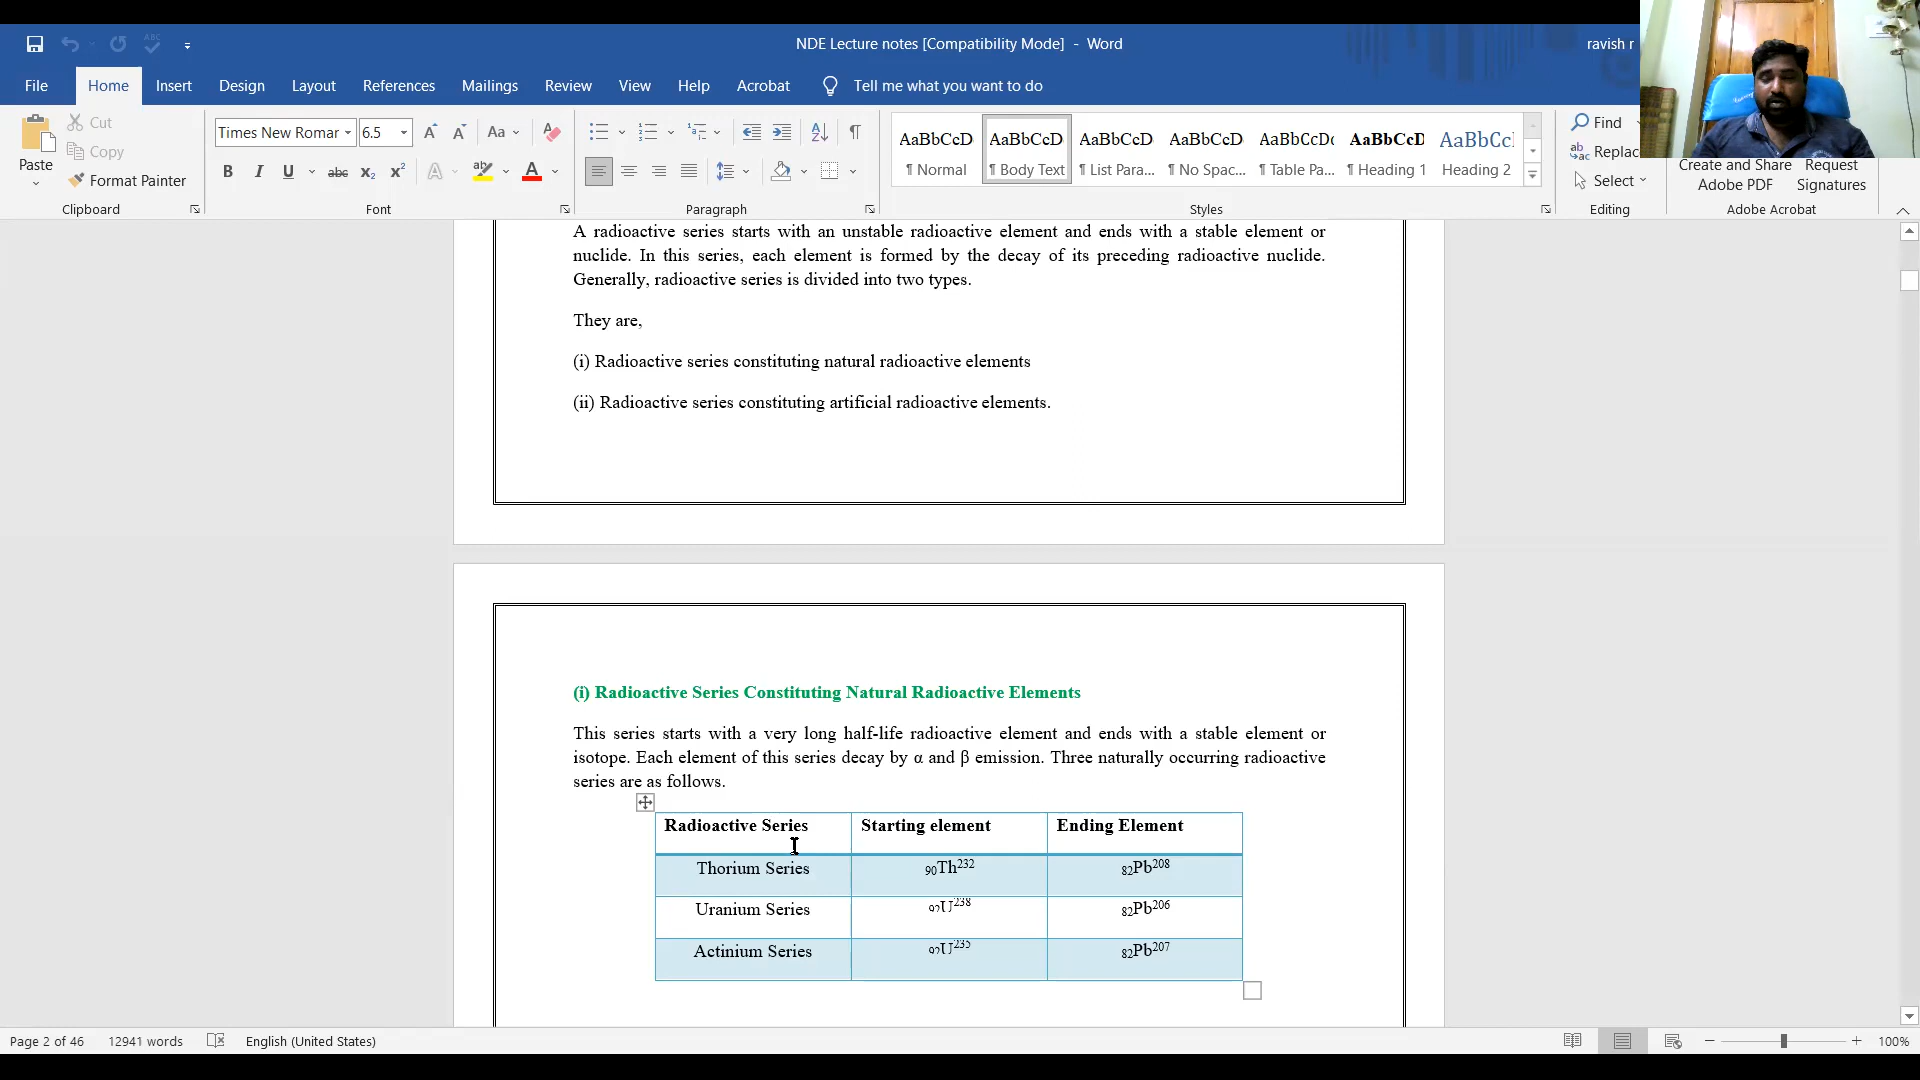 NDE Lecture notes [Compatibility Mode] - Word
ravish r
File Home Insert Design Layout References Mailings Review View Help Acrobat Tell me what you want to do
Paste
Cut
Copy
Format Painter
Clipboard
Times New Roman 6.5
Font
Paragraph
AaBbCcD AaBbCcD AaBbCcD AaBbCcD AaBbCcDc AaBbCcD AaBbCcI
¶ Normal ¶ Body Text ¶ List Para... ¶ No Spac... ¶ Table Pa... ¶ Heading 1 Heading 2
Styles
Find
Replac
Select
Editing
Create and Share Adobe PDF
Request Signatures
Adobe Acrobat
A radioactive series starts with an unstable radioactive element and ends with a stable element or
nuclide. In this series, each element is formed by the decay of its preceding radioactive nuclide.
Generally, radioactive series is divided into two types.
They are,
(i) Radioactive series constituting natural radioactive elements
(ii) Radioactive series constituting artificial radioactive elements.
(i) Radioactive Series Constituting Natural Radioactive Elements
This series starts with a very long half-life radioactive element and ends with a stable element or
isotope. Each element of this series decay by α and β emission. Three naturally occurring radioactive
series are as follows.
Radioactive Series Starting element Ending Element
Thorium Series ₉₀Th²³² ₈₂Pb²⁰⁸
Uranium Series ₉₂U²³⁸ ₈₂Pb²⁰⁶
Actinium Series ₉₂U²³⁵ ₈₂Pb²⁰⁷
Page 2 of 46 12941 words English (United States) 100%